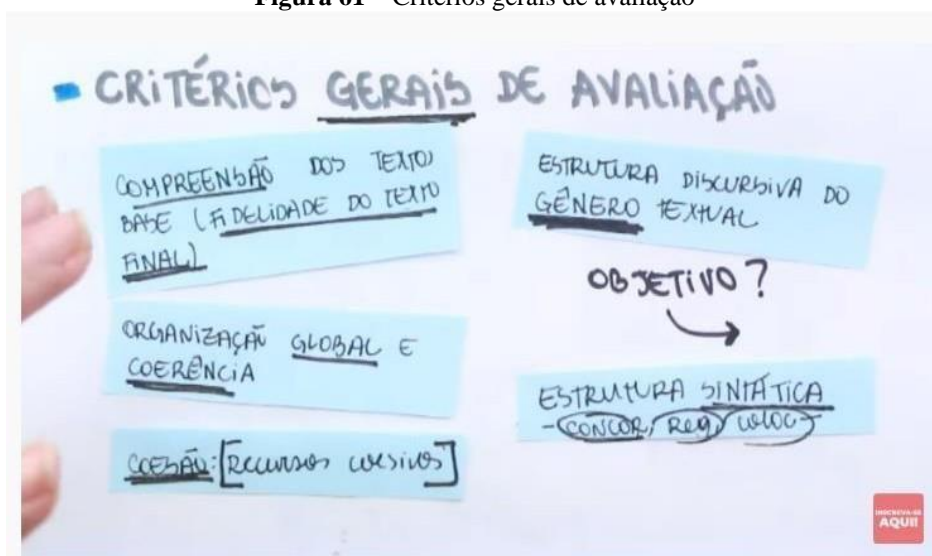 Figura 01 – Critérios gerais de avaliação
- CRITÉRIOS GERAIS DE AVALIAÇÃO
COMPREENSÃO DOS TEXTOS
BASE (FIDELIDADE DO TEXTO
FINAL)
ORGANIZAÇÃO GLOBAL E
COERÊNCIA
COESÃO: [RECURSOS COESIVOS]
ESTRUTURA DISCURSIVA DO
GÊNERO TEXTUAL
OBJETIVO?
ESTRUTURA SINTÁTICA
- CONCOR, REG, COLOC
INSCREVA-SE
AQUI!